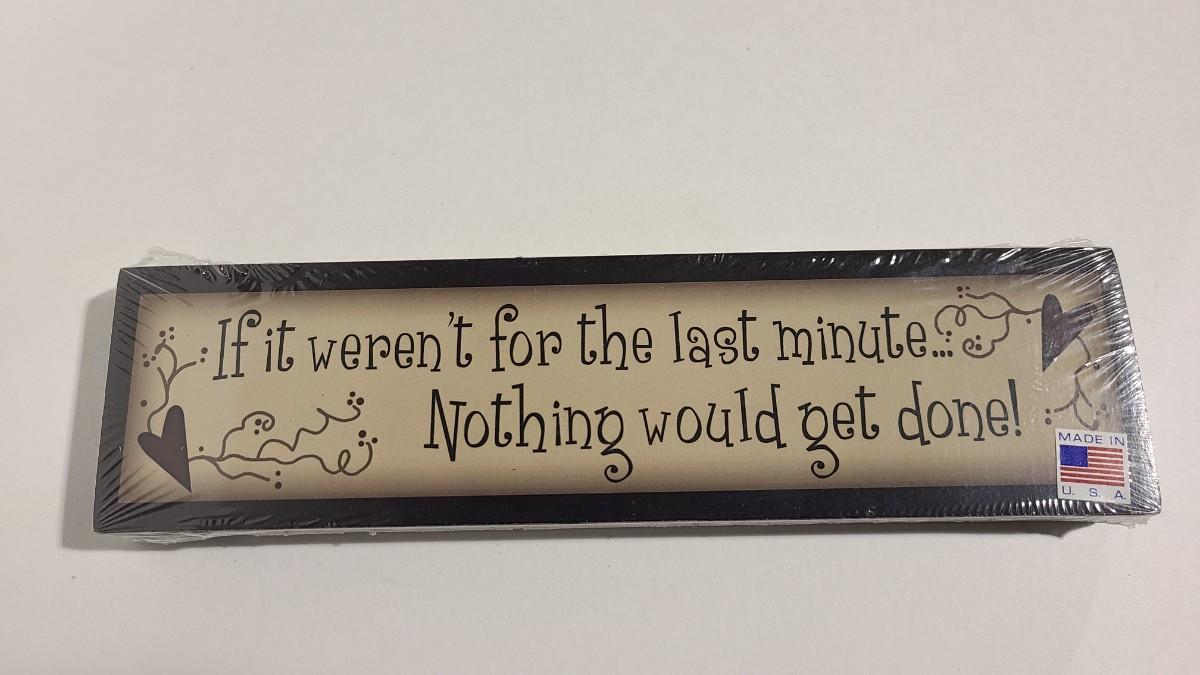 If it weren't for the last minute...
Nothing would get done!
MADE IN
U. S. A.